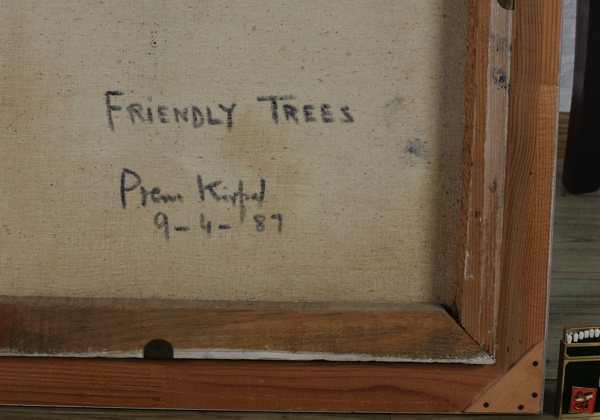 FRIENDLY TREES
Prem Kirpal
9-4-87